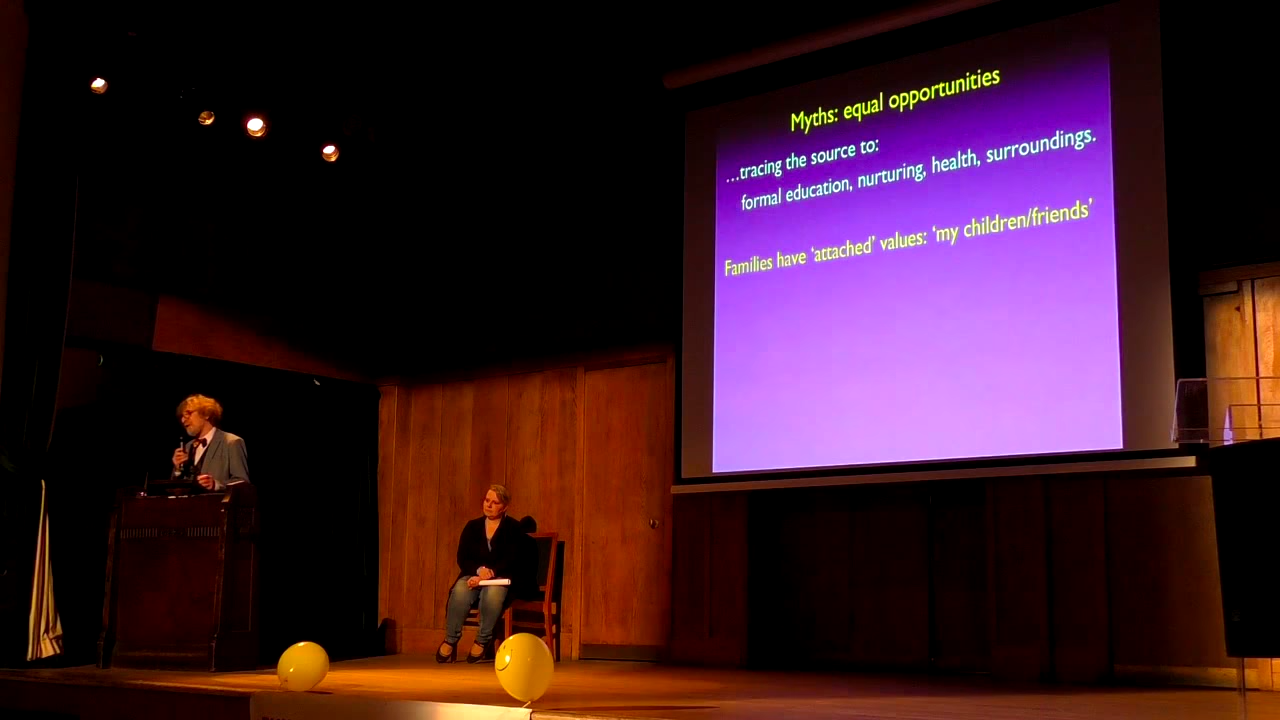 Myths: equal opportunities
…tracing the source to:
formal education, nurturing, health, surroundings.
Families have ‘attached’ values: ‘my children/friends’